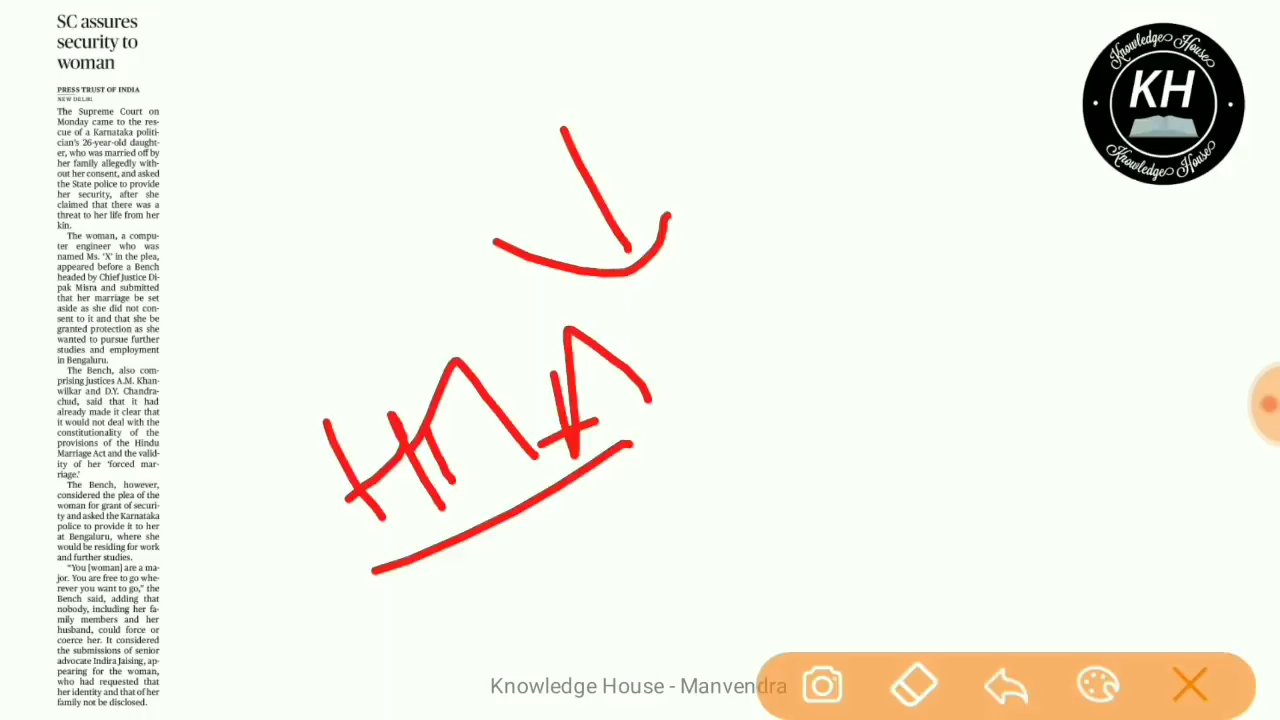 SC assures
security to
woman
PRESS TRUST OF INDIA
NEW DELHI
The Supreme Court on
Monday came to the res-
cue of a Karnataka politi-
cian's 26-year-old daught-
er, who was married off by
her family allegedly with-
out her consent, and asked
the State police to provide
her security, after she
claimed that there was a
threat to her life from her
kin.
The woman, a compu-
ter engineer who was
named Ms. 'X' in the plea,
appeared before a Bench
headed by Chief Justice Di-
pak Misra and submitted
that her marriage be set
aside as she did not con-
sent to it and that she be
granted protection as she
wanted to pursue further
studies and employment
in Bengaluru.
The Bench, also com-
prising justices A.M. Khan-
wilkar and D.Y. Chandra-
chud, said that it had
already made it clear that
it would not deal with the
constitutionality of the
provisions of the Hindu
Marriage Act and the valid-
ity of her 'forced mar-
riage.'
The Bench, however,
considered the plea of the
woman for grant of securi-
ty and asked the Karnataka
police to provide it to her
at Bengaluru, where she
would be residing for work
and further studies.
"You [woman] are a ma-
jor. You are free to go whe-
rever you want to go," the
Bench said, adding that
nobody, including her fa-
mily members and her
husband, could force or
coerce her. It considered
the submissions of senior
advocate Indira Jaising, ap-
pearing for the woman,
who had requested that
her identity and that of her
family not be disclosed.
HMA
Knowledge House
KH
Knowledge House
Knowledge House - Manvendra